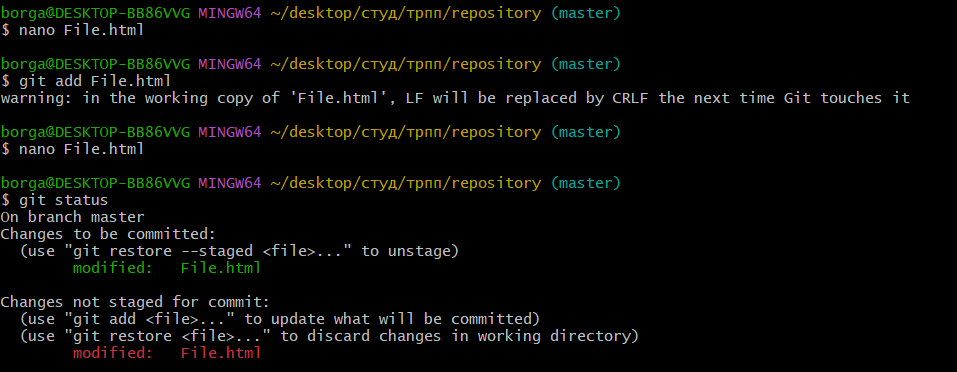 borga@DESKTOP-BB86VVG MINGW64 ~/desktop/студ/трпп/repository (master)
$ nano File.html
borga@DESKTOP-BB86VVG MINGW64 ~/desktop/студ/трпп/repository (master)
$ git add File.html
warning: in the working copy of 'File.html', LF will be replaced by CRLF the next time Git touches it
borga@DESKTOP-BB86VVG MINGW64 ~/desktop/студ/трпп/repository (master)
$ nano File.html
borga@DESKTOP-BB86VVG MINGW64 ~/desktop/студ/трпп/repository (master)
$ git status
On branch master
Changes to be committed:
  (use "git restore --staged <file>..." to unstage)
        modified:   File.html
Changes not staged for commit:
  (use "git add <file>..." to update what will be committed)
  (use "git restore <file>..." to discard changes in working directory)
        modified:   File.html